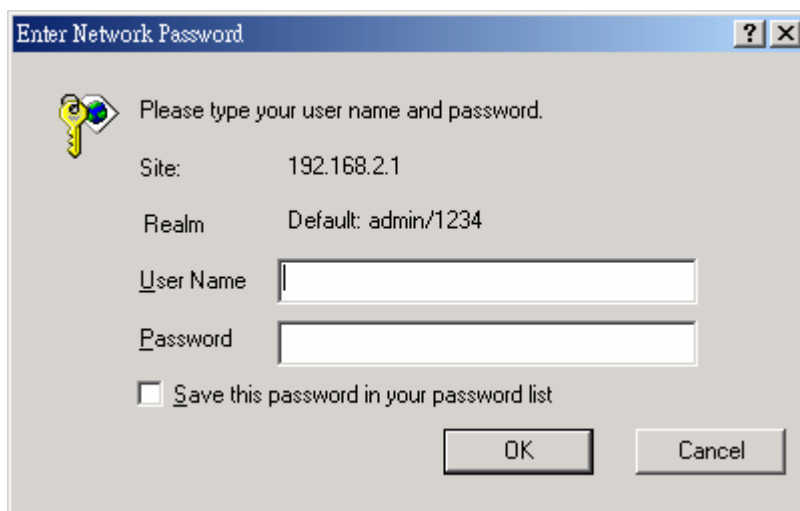 Enter Network Password
Please type your user name and password.
Site: 192.168.2.1
Realm Default: admin/1234
User Name
Password
Save this password in your password list
OK Cancel